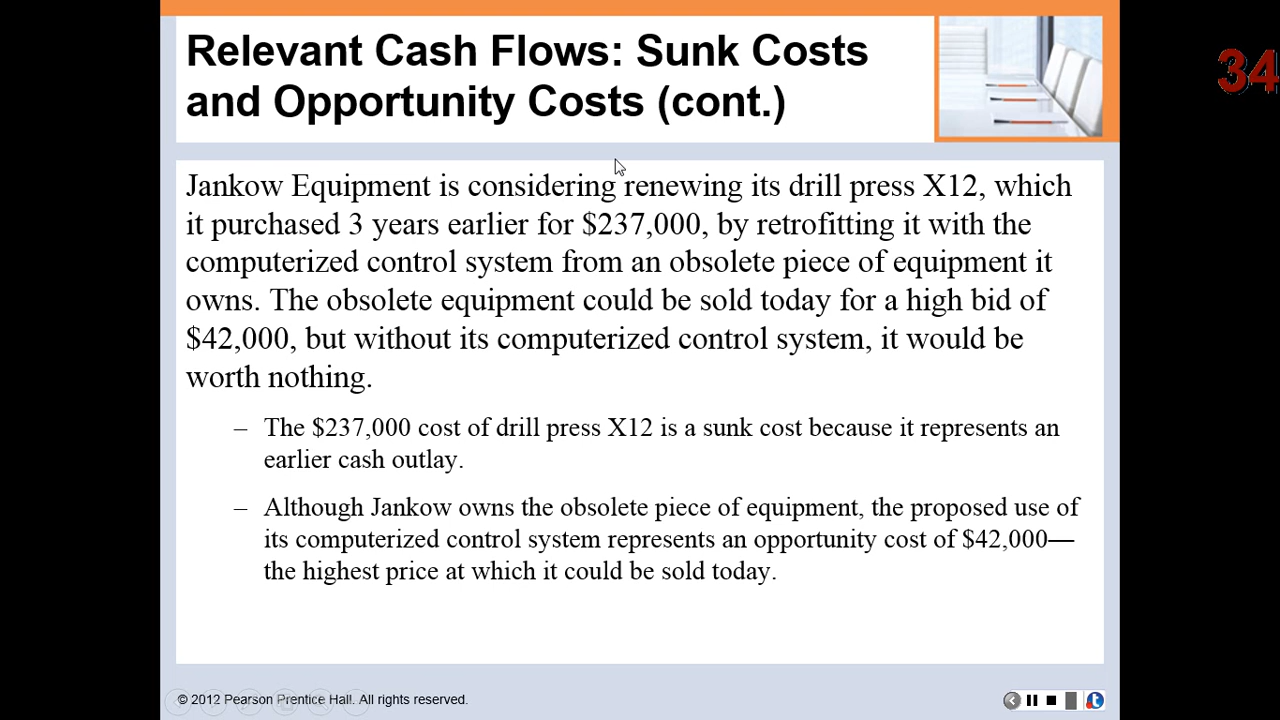 Relevant Cash Flows: Sunk Costs
and Opportunity Costs (cont.)
34
Jankow Equipment is considering renewing its drill press X12, which
it purchased 3 years earlier for $237,000, by retrofitting it with the
computerized control system from an obsolete piece of equipment it
owns. The obsolete equipment could be sold today for a high bid of
$42,000, but without its computerized control system, it would be
worth nothing.
– The $237,000 cost of drill press X12 is a sunk cost because it represents an
earlier cash outlay.
– Although Jankow owns the obsolete piece of equipment, the proposed use of
its computerized control system represents an opportunity cost of $42,000—
the highest price at which it could be sold today.
© 2012 Pearson Prentice Hall. All rights reserved.
t